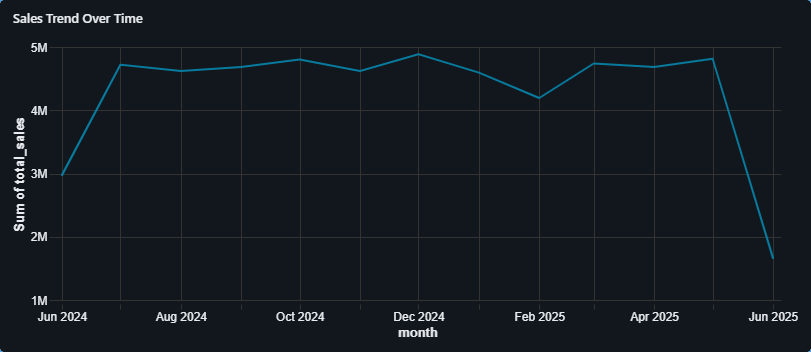 Sales Trend Over Time
5M
4M
3M
2M
1M
Sum of total_sales
Jun 2024
Aug 2024
Oct 2024
Dec 2024
Feb 2025
Apr 2025
Jun 2025
month